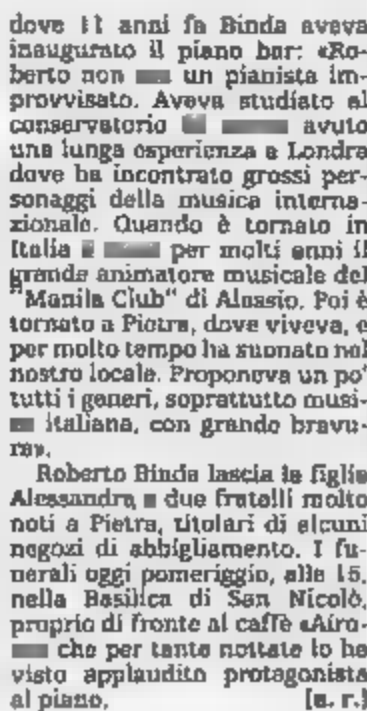 dove 11 anni fa Binda aveva
inaugurato il piano bar: «Ro-
berto non un pianista im-
provvisato. Aveva studiato al
conservatorio avuto
una lunga esperienza a Londra
dove ha incontrato grossi per-
sonaggi della musica interna-
zionale. Quando è tornato in
Italia per molti anni il
grande animatore musicale del
"Manila Club" di Alassio. Poi è
tornato a Pietra, dove viveva, e
per molto tempo ha suonato nel
nostro locale. Proponeva un po'
tutti i generi, soprattutto musi-
italiana, con grande bravu-
ra».
Roberto Binda lascia la figlia
Alessandra e due fratelli molto
noti a Pietra, titolari di alcuni
negozi di abbigliamento. I fu-
nerali oggi pomeriggio, alle 15,
nella Basilica di San Nicolò,
proprio di fronte al caffè «Airo-
che per tante nottate lo ha
visto applaudito protagonista
al piano. [a. r.]